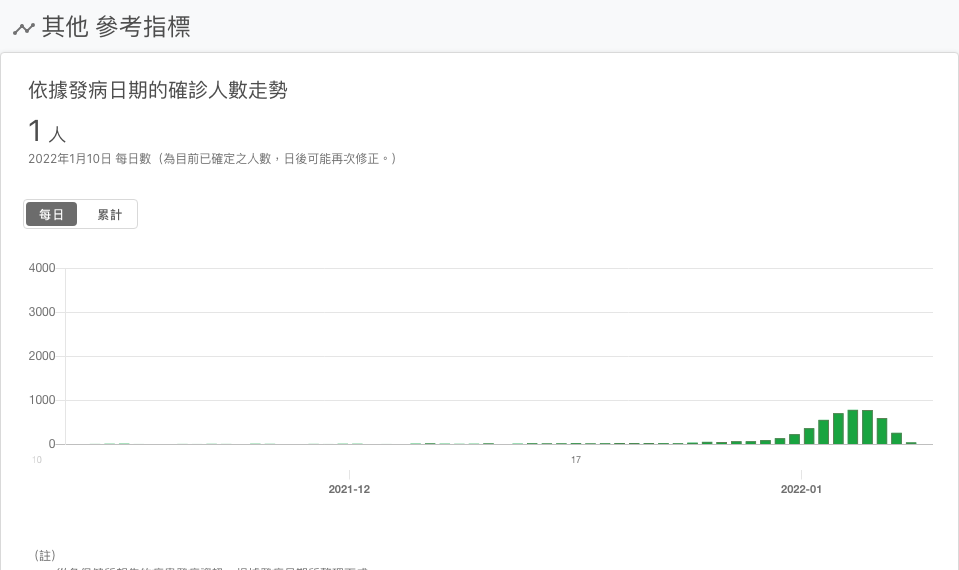 其他 參考指標
依據發病日期的確診人數走勢
1 人
2022年1月10日 每日數（為目前已確定之人數，日後可能再次修正。）
每日 累計
4000
3000
2000
1000
0
10 17
2021-12 2022-01
（註）